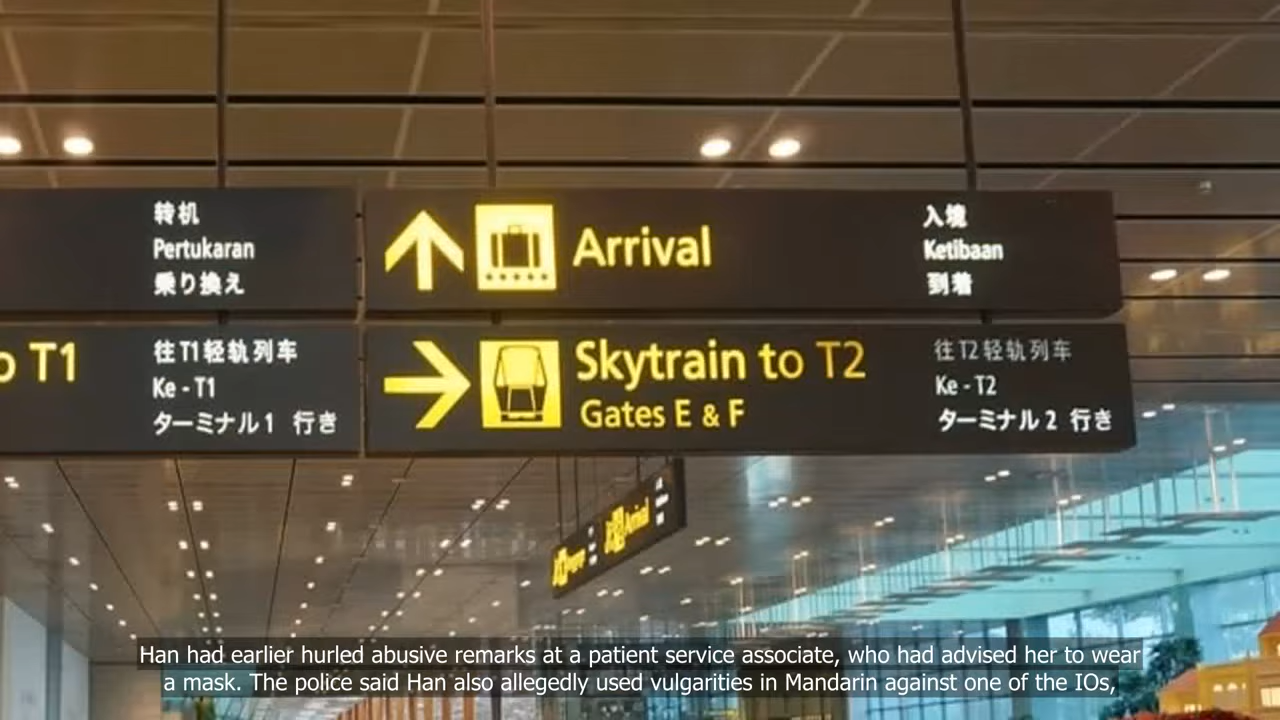 转机
Pertukaran
乗り換え
Arrival
入境
Ketibaan
到着
o T1
往T1轻轨列车
Ke - T1
ターミナル1 行き
Skytrain to T2
Gates E & F
往T2轻轨列车
Ke - T2
ターミナル2 行き
Arrival
Han had earlier hurled abusive remarks at a patient service associate, who had advised her to wear
a mask. The police said Han also allegedly used vulgarities in Mandarin against one of the IOs,